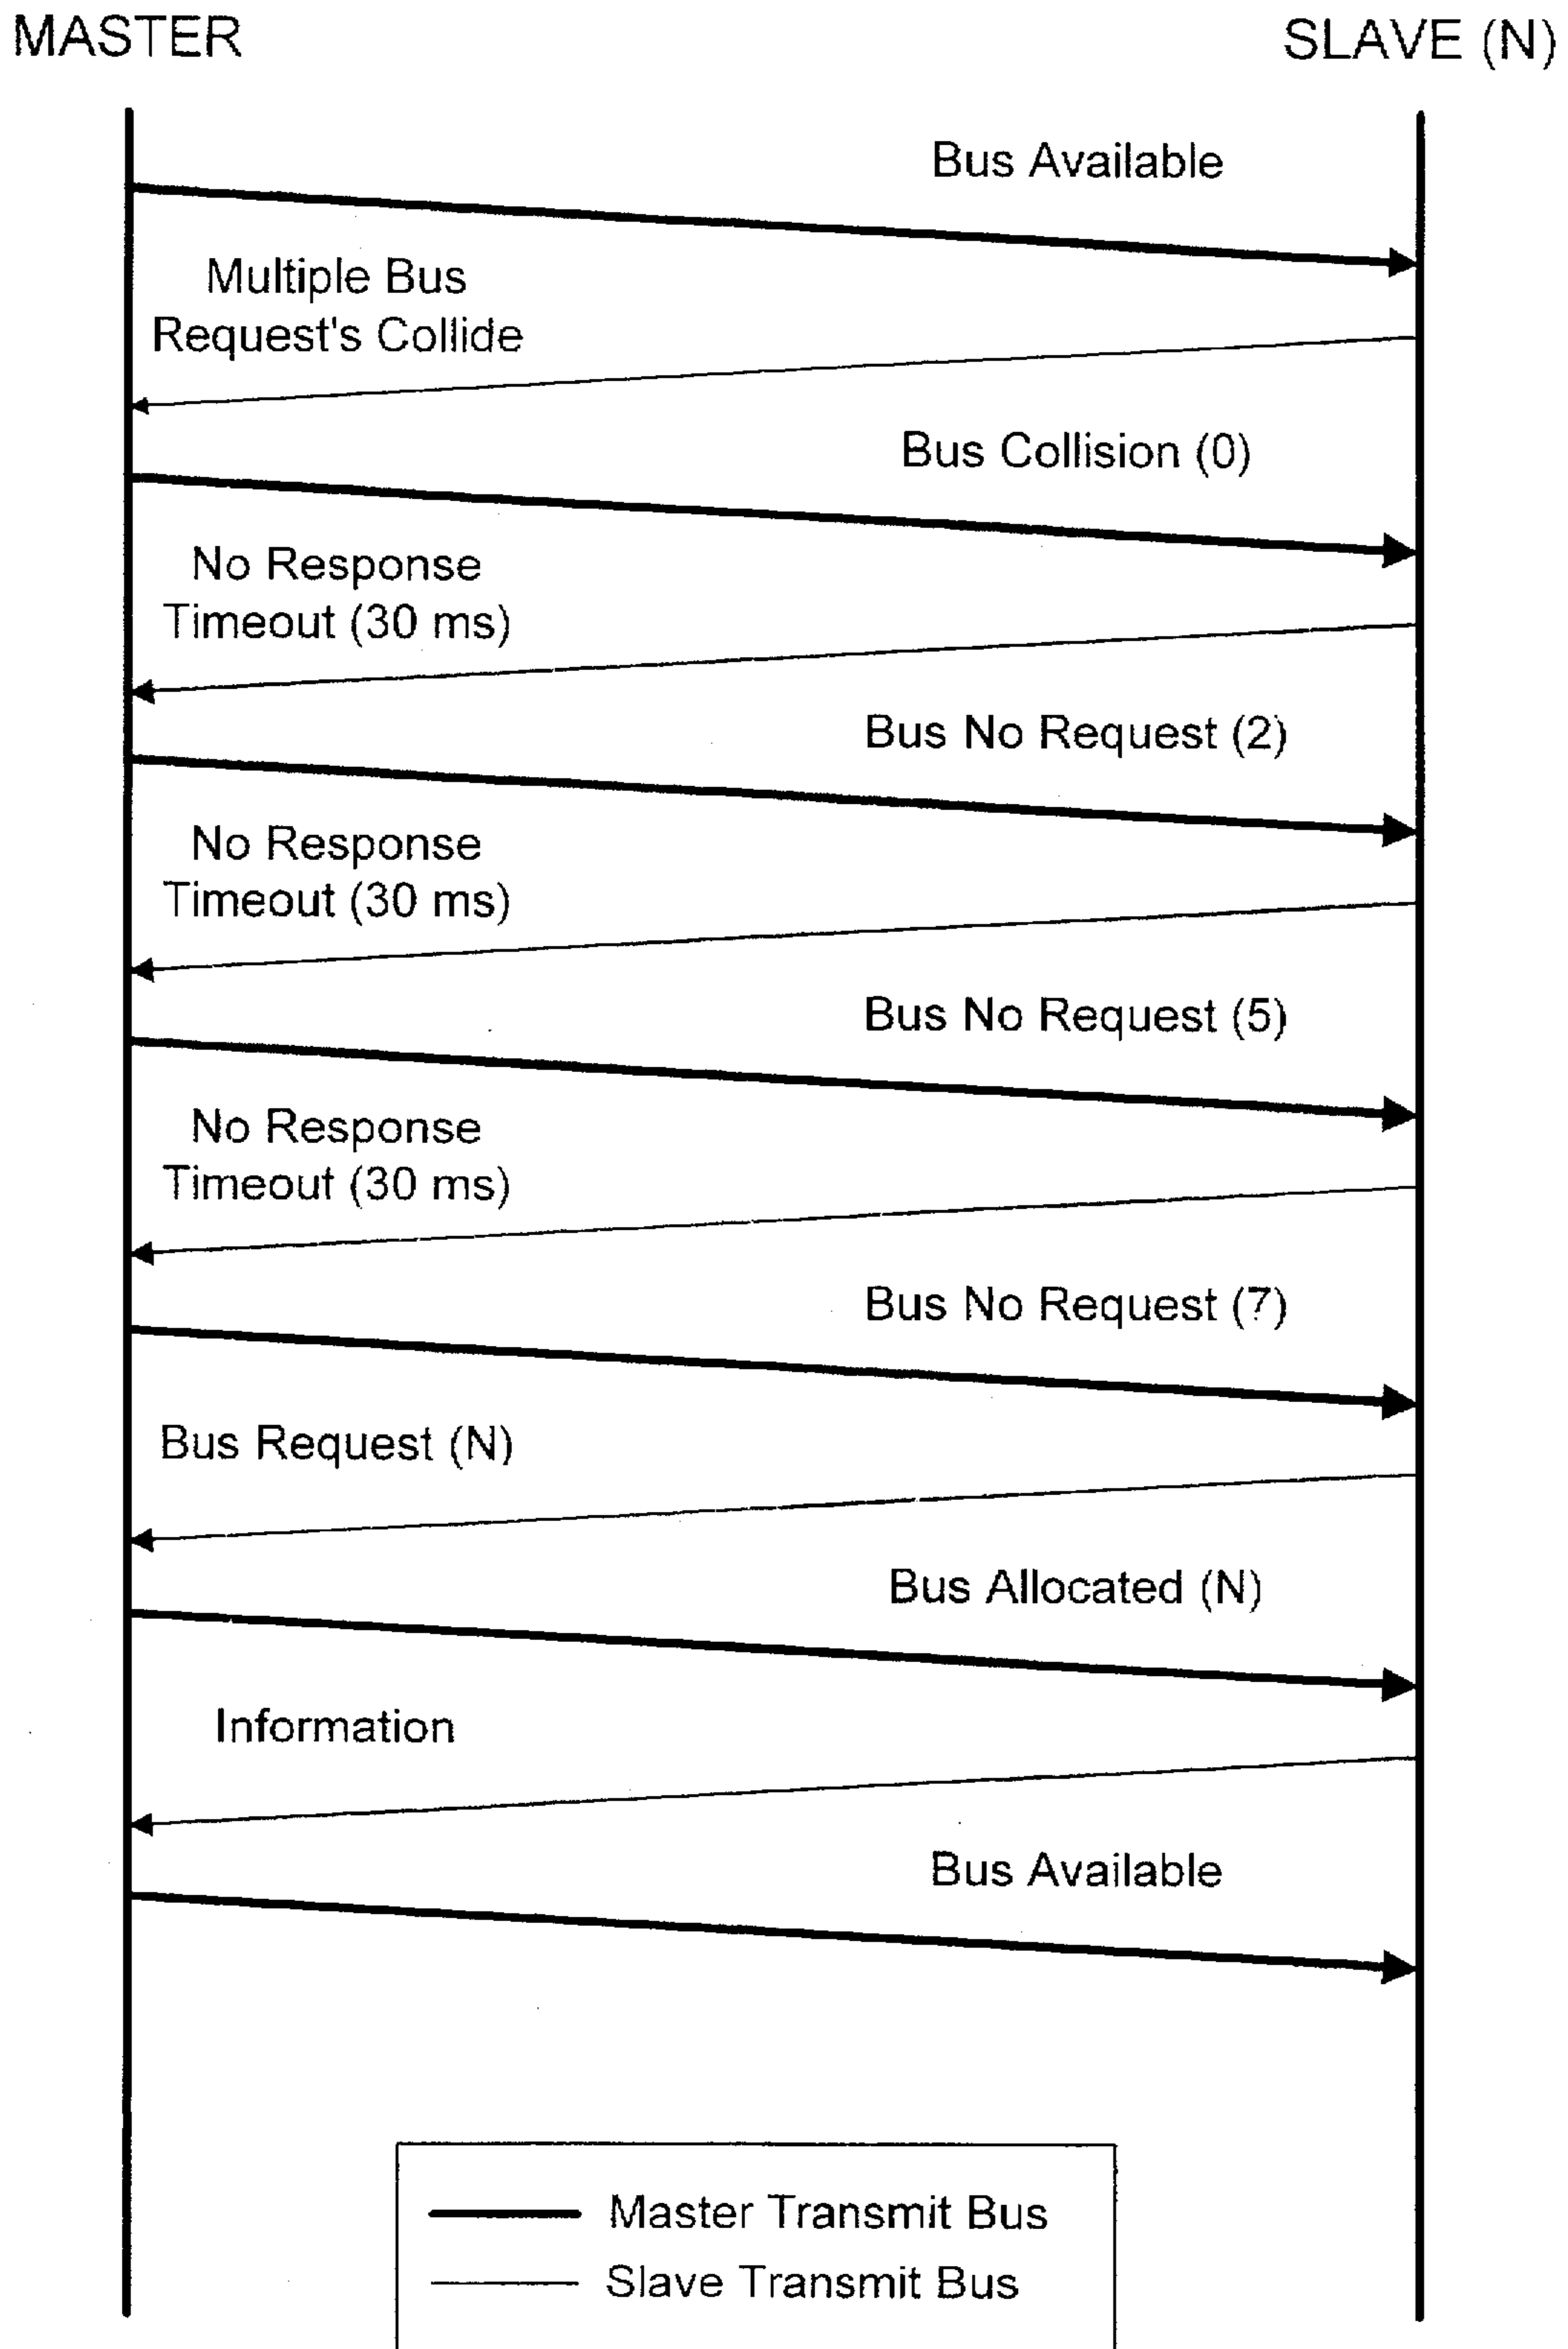 MASTER
SLAVE (N)
Bus Available
Multiple Bus
Request's Collide
Bus Collision (0)
No Response
Timeout (30 ms)
Bus No Request (2)
No Response
Timeout (30 ms)
Bus No Request (5)
No Response
Timeout (30 ms)
Bus No Request (7)
Bus Request (N)
Bus Allocated (N)
Information
Bus Available
Master Transmit Bus
Slave Transmit Bus